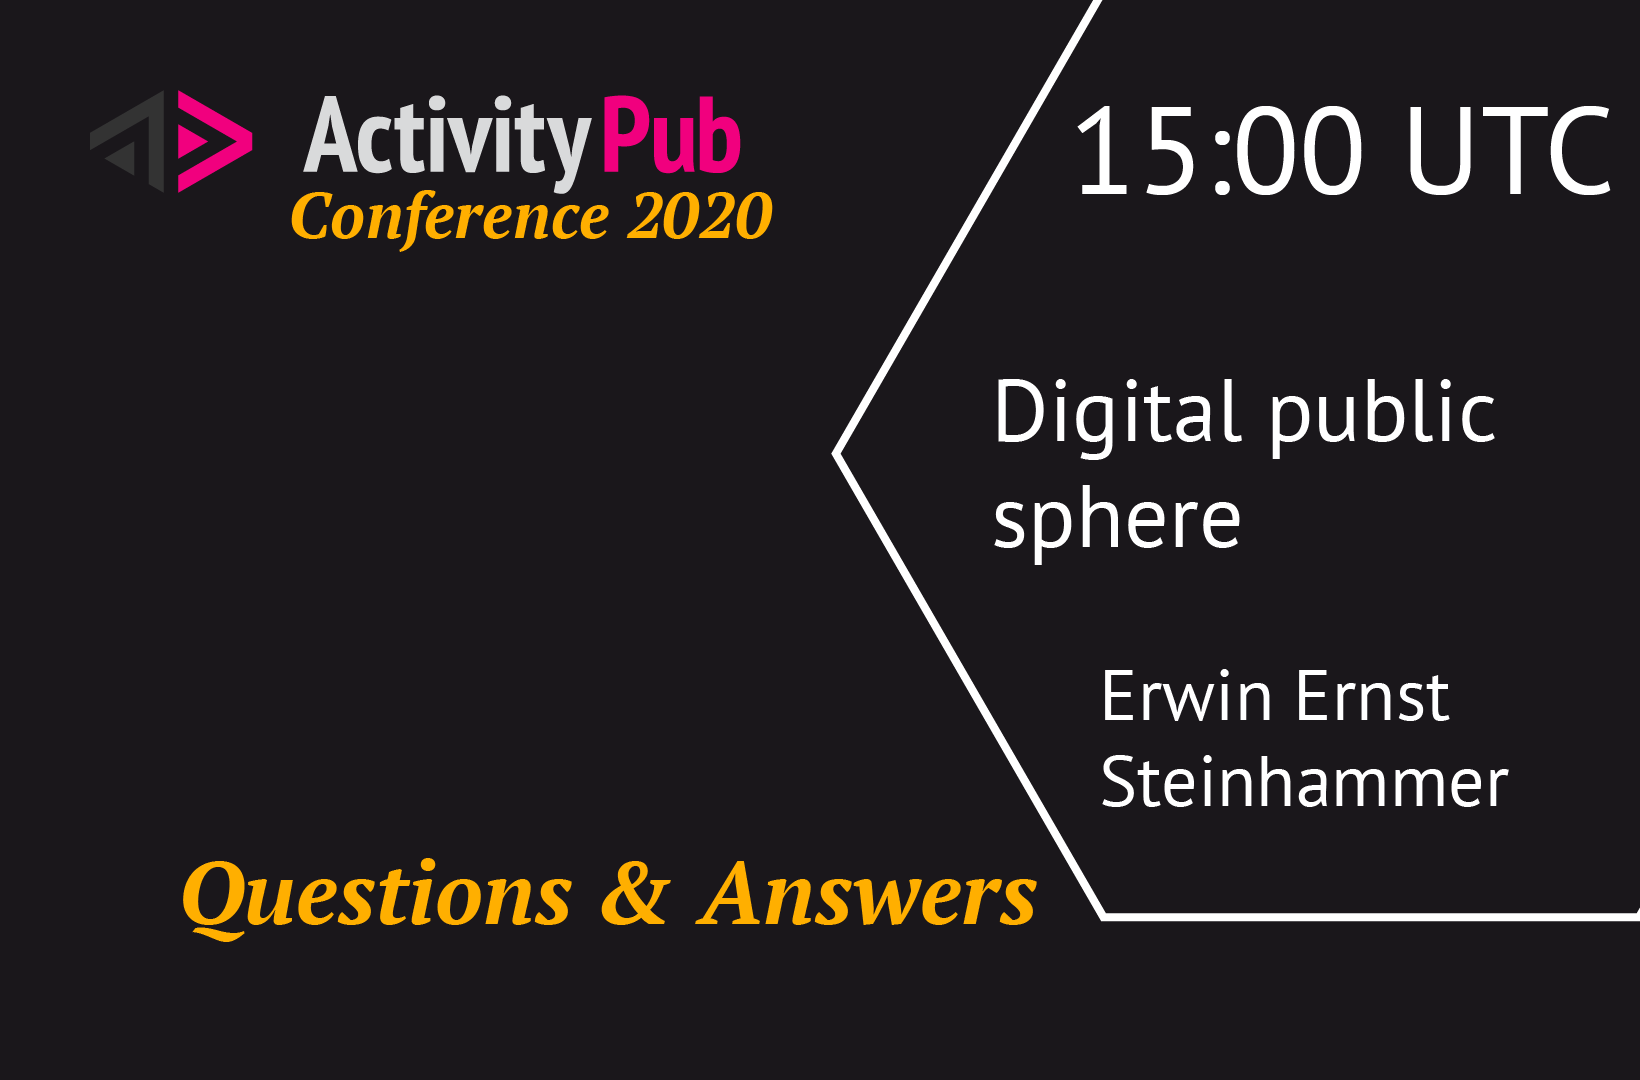 ActivityPub
Conference 2020
15:00 UTC
Digital public
sphere
Erwin Ernst
Steinhammer
Questions & Answers